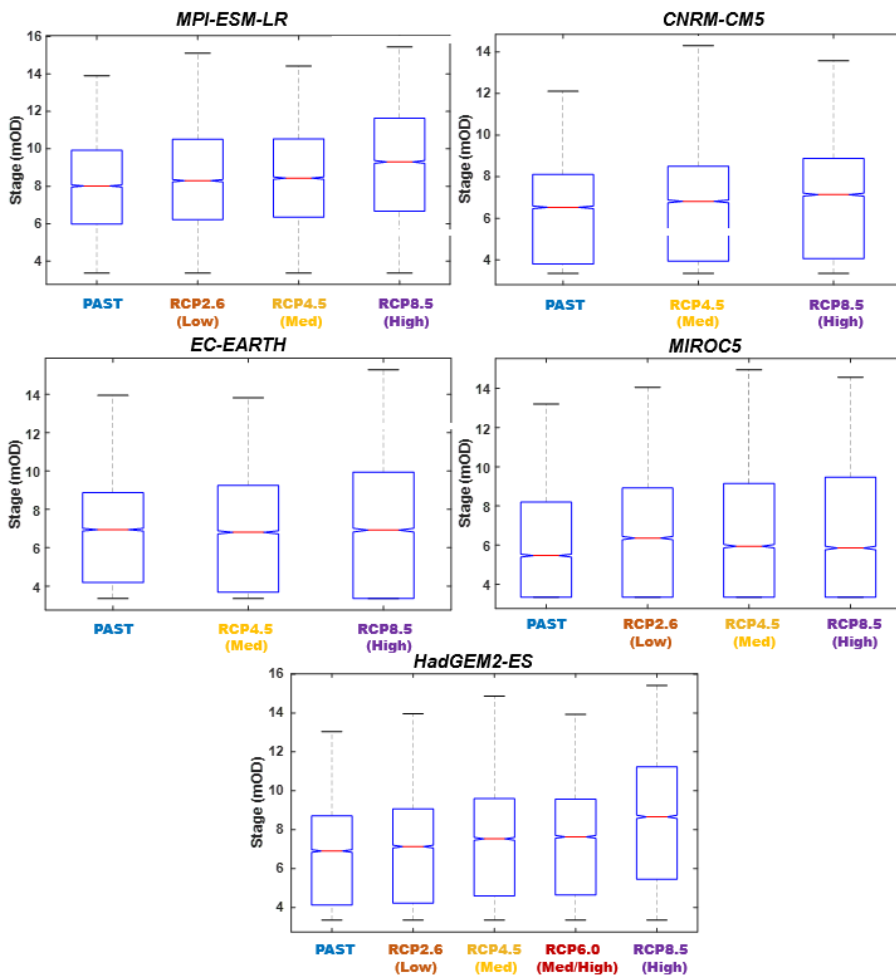 MPI-ESM-LR
Stage (mOD)
16
14
12
10
8
6
4
PAST RCP2.6 RCP4.5 RCP8.5
(Low) (Med) (High)
CNRM-CM5
Stage (mOD)
14
12
10
8
6
4
PAST RCP4.5 RCP8.5
(Med) (High)
EC-EARTH
Stage (mOD)
14
12
10
8
6
4
PAST RCP4.5 RCP8.5
(Med) (High)
MIROC5
Stage (mOD)
14
12
10
8
6
4
PAST RCP2.6 RCP4.5 RCP8.5
(Low) (Med) (High)
HadGEM2-ES
Stage (mOD)
16
14
12
10
8
6
4
PAST RCP2.6 RCP4.5 RCP6.0 RCP8.5
(Low) (Med) (Med/High) (High)